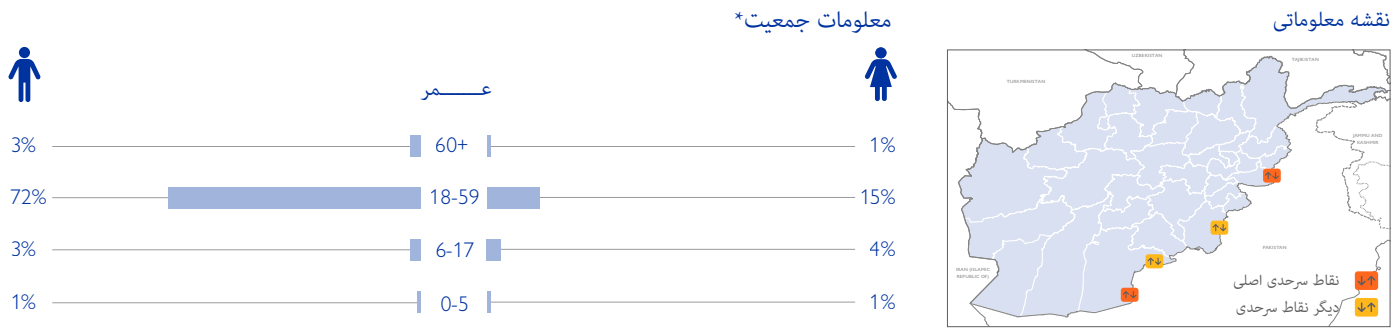 نقشه معلوماتی
UZBEKISTAN
TAJIKISTAN
TURKMENISTAN
JAMMU AND
KASHMIR
PAKISTAN
IRAN (ISLAMIC
REPUBLIC OF)
نقاط سرحدی اصلی
دیگر نقاط سرحدی
معلومات جمعیت*
عـــــــمر
3% 60+ 1%
72% 18-59 15%
3% 6-17 4%
1% 0-5 1%